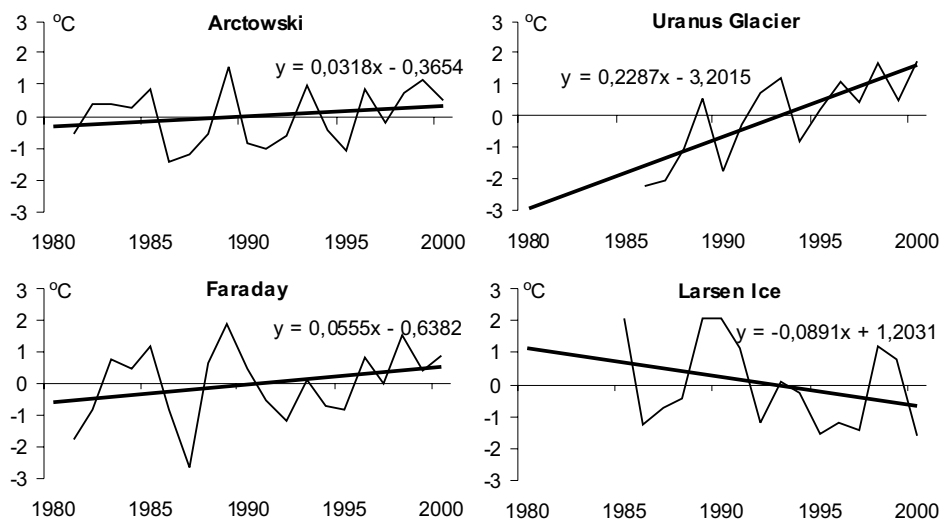 3 °C Arctowski
2
y = 0,0318x - 0,3654
1
0
-1
-2
-3
1980 1985 1990 1995 2000
3 °C Uranus Glacier
2
y = 0,2287x - 3,2015
1
0
-1
-2
-3
1980 1985 1990 1995 2000
3 °C Faraday
2
y = 0,0555x - 0,6382
1
0
-1
-2
-3
1980 1985 1990 1995 2000
3 °C Larsen Ice
2
y = -0,0891x + 1,2031
1
0
-1
-2
-3
1980 1985 1990 1995 2000